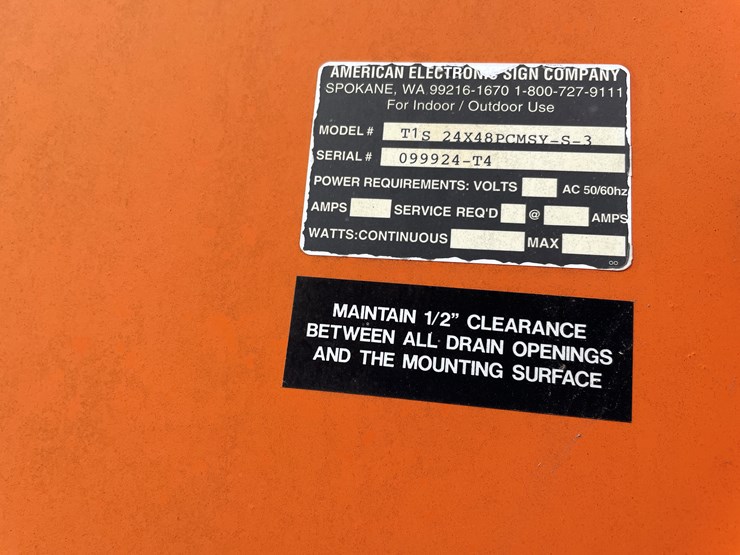 AMERICAN ELECTRONIC SIGN COMPANY
SPOKANE, WA 99216-1670 1-800-727-9111
For Indoor / Outdoor Use
MODEL # T1S 24X48PCMSY-S-3
SERIAL # 099924-T4
POWER REQUIREMENTS: VOLTS AC 50/60hz
AMPS SERVICE REQ'D @ AMPS
WATTS:CONTINUOUS MAX
MAINTAIN 1/2" CLEARANCE
BETWEEN ALL DRAIN OPENINGS
AND THE MOUNTING SURFACE